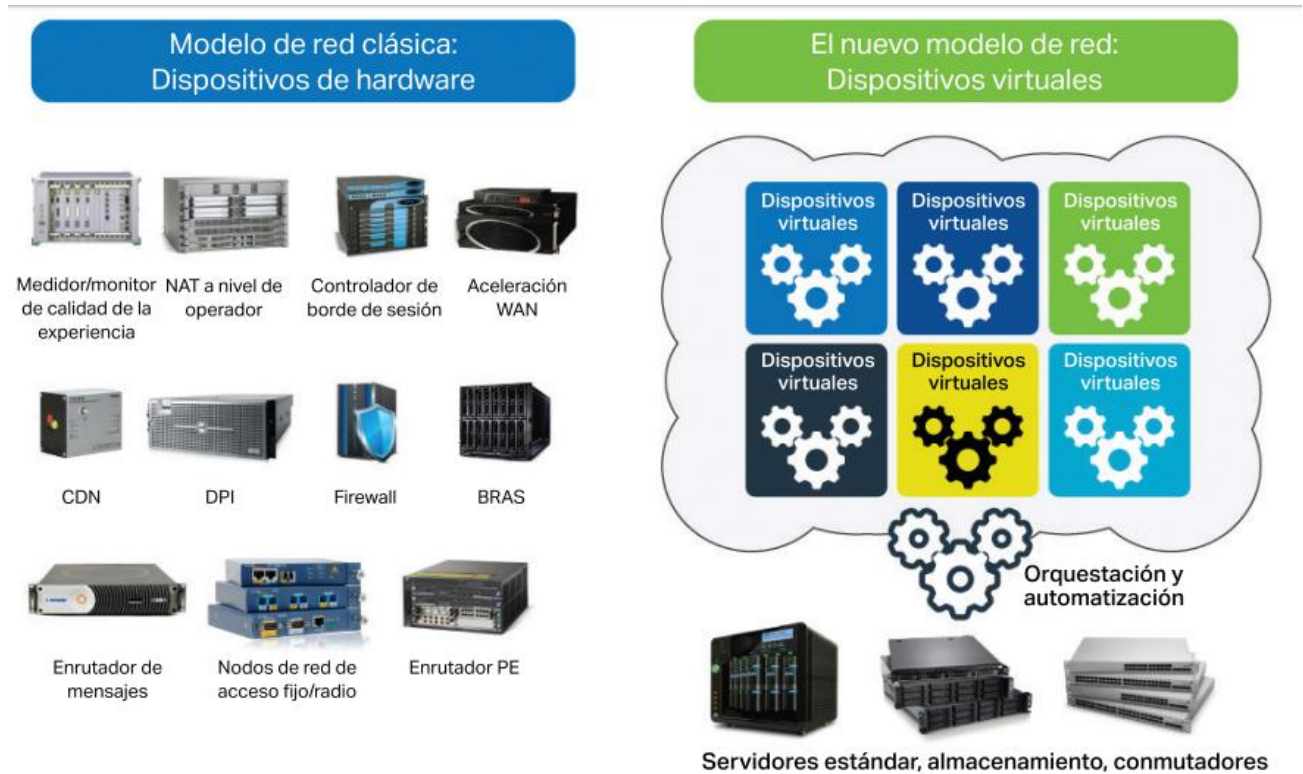 Modelo de red clásica:
Dispositivos de hardware
Medidor/monitor
de calidad de la
experiencia
NAT a nivel de
operador
Controlador de
borde de sesión
Aceleración
WAN
CDN
DPI
Firewall
BRAS
Enrutador de
mensajes
Nodos de red de
acceso fijo/radio
Enrutador PE
El nuevo modelo de red:
Dispositivos virtuales
Dispositivos
virtuales
Dispositivos
virtuales
Dispositivos
virtuales
Dispositivos
virtuales
Dispositivos
virtuales
Dispositivos
virtuales
Orquestación y
automatización
Servidores estándar, almacenamiento, conmutadores